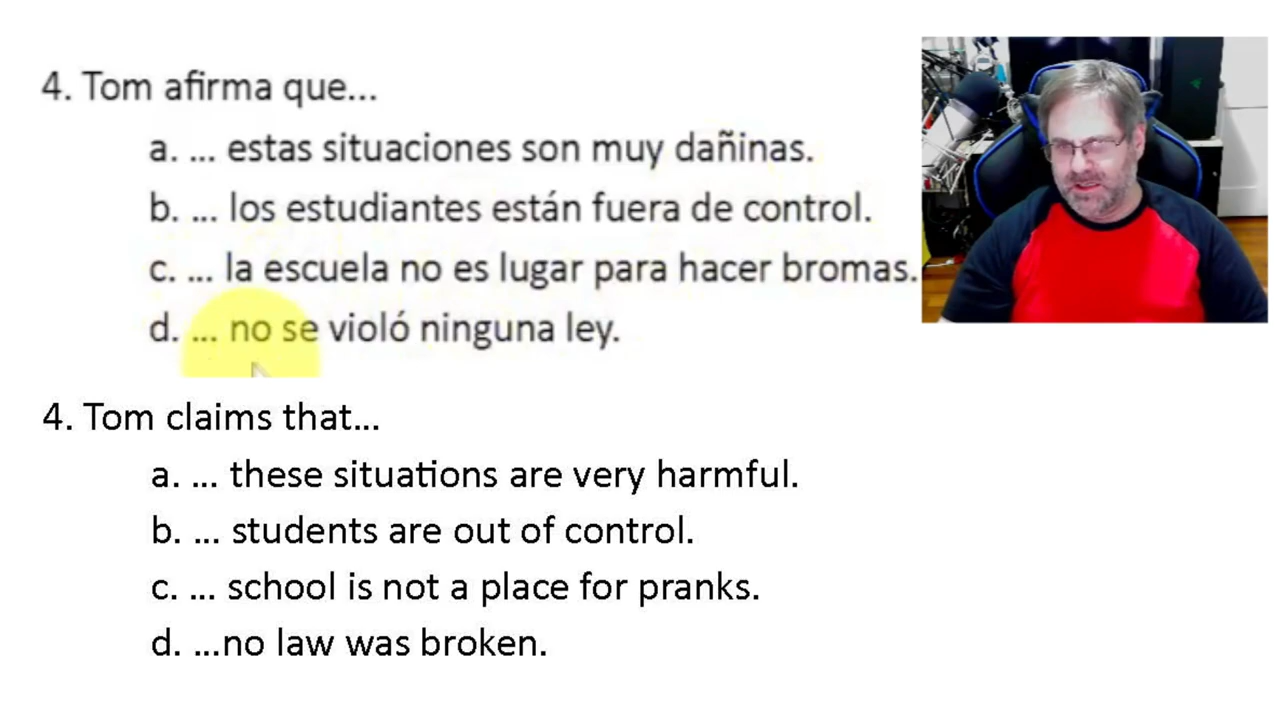 4. Tom afirma que...
a. ... estas situaciones son muy dañinas.
b. ... los estudiantes están fuera de control.
c. ... la escuela no es lugar para hacer bromas.
d. ... no se violó ninguna ley.
4. Tom claims that...
a. ... these situations are very harmful.
b. ... students are out of control.
c. ... school is not a place for pranks.
d. ...no law was broken.